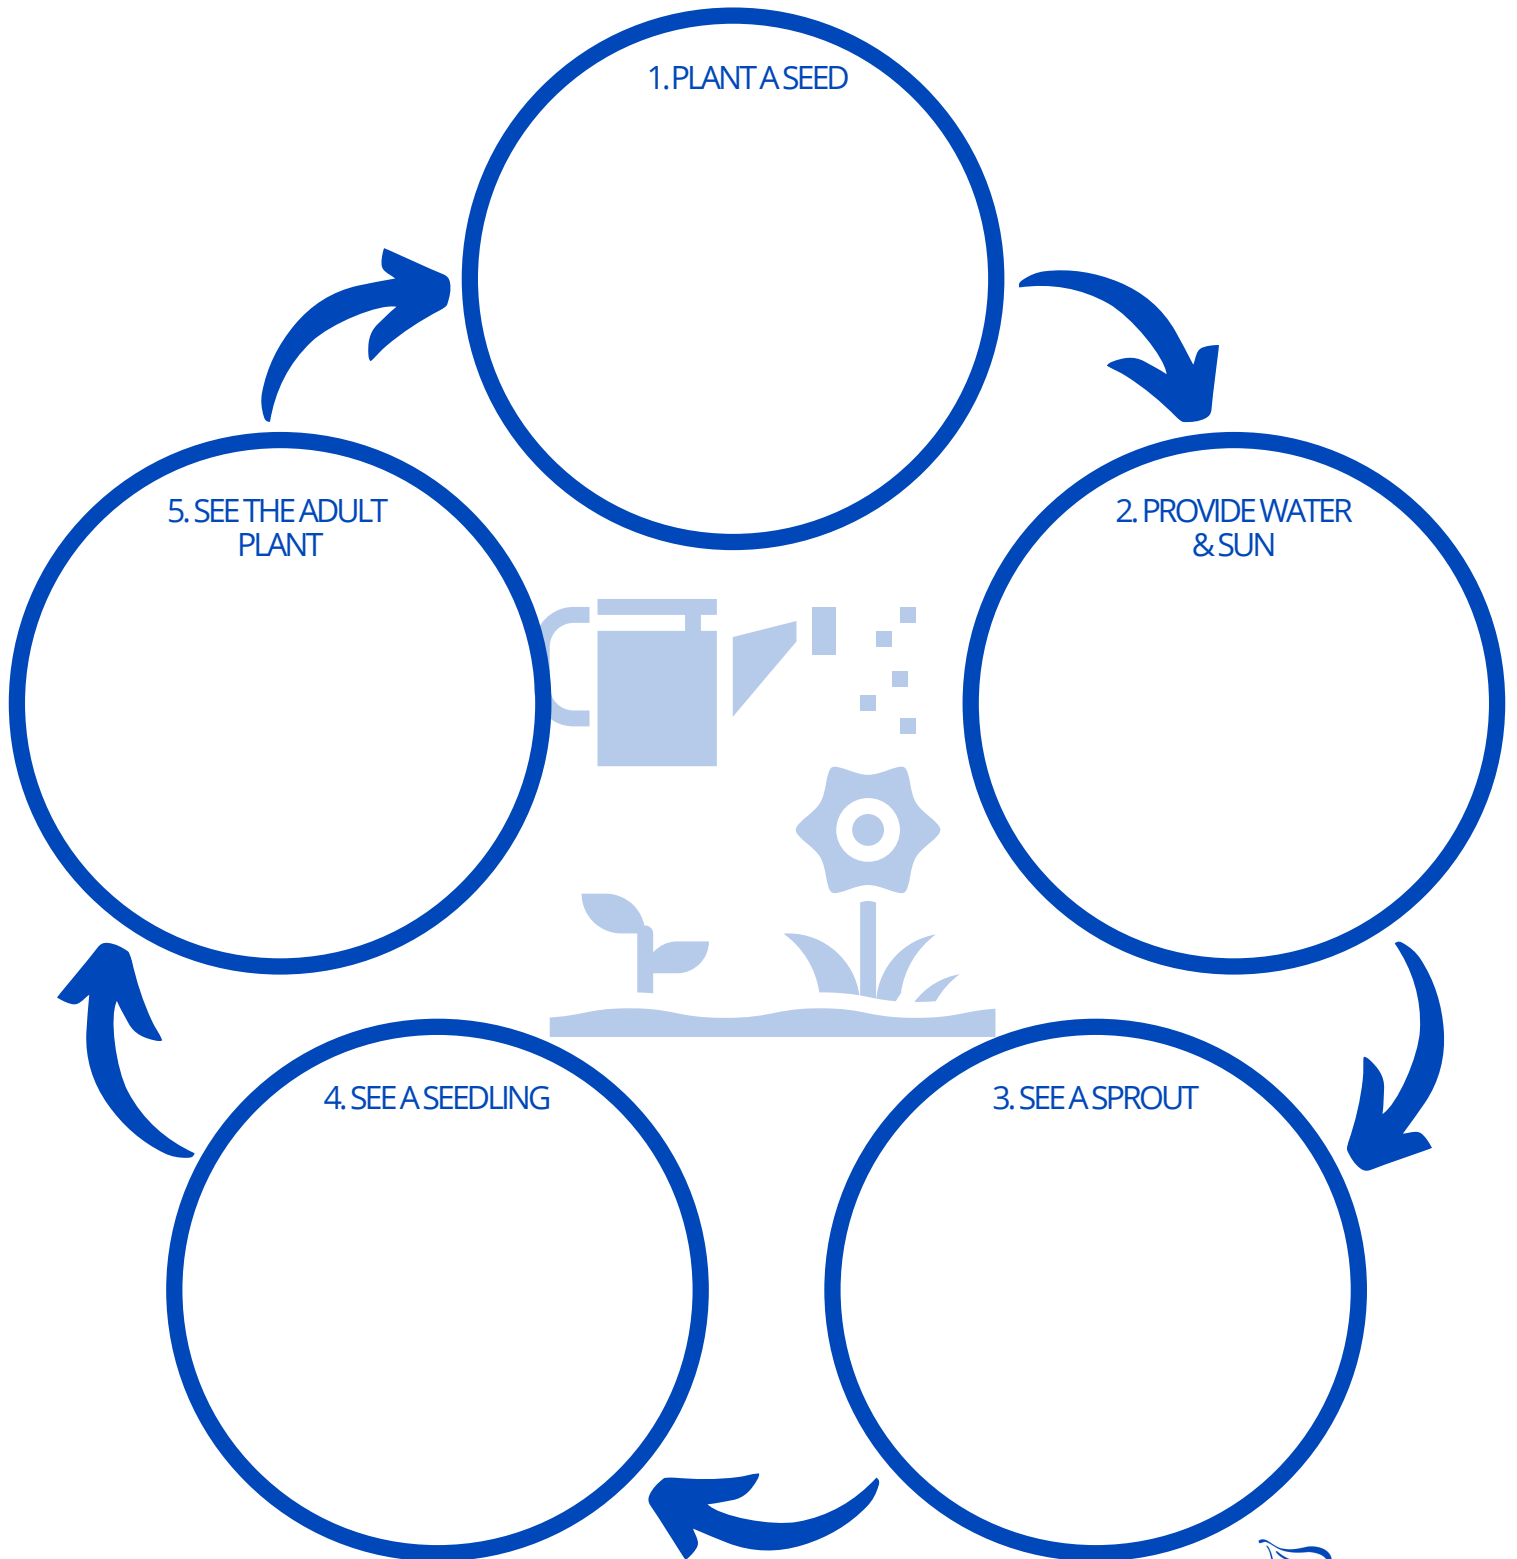 1. PLANT A SEED
2. PROVIDE WATER
& SUN
3. SEE A SPROUT
4. SEE A SEEDLING
5. SEE THE ADULT
PLANT